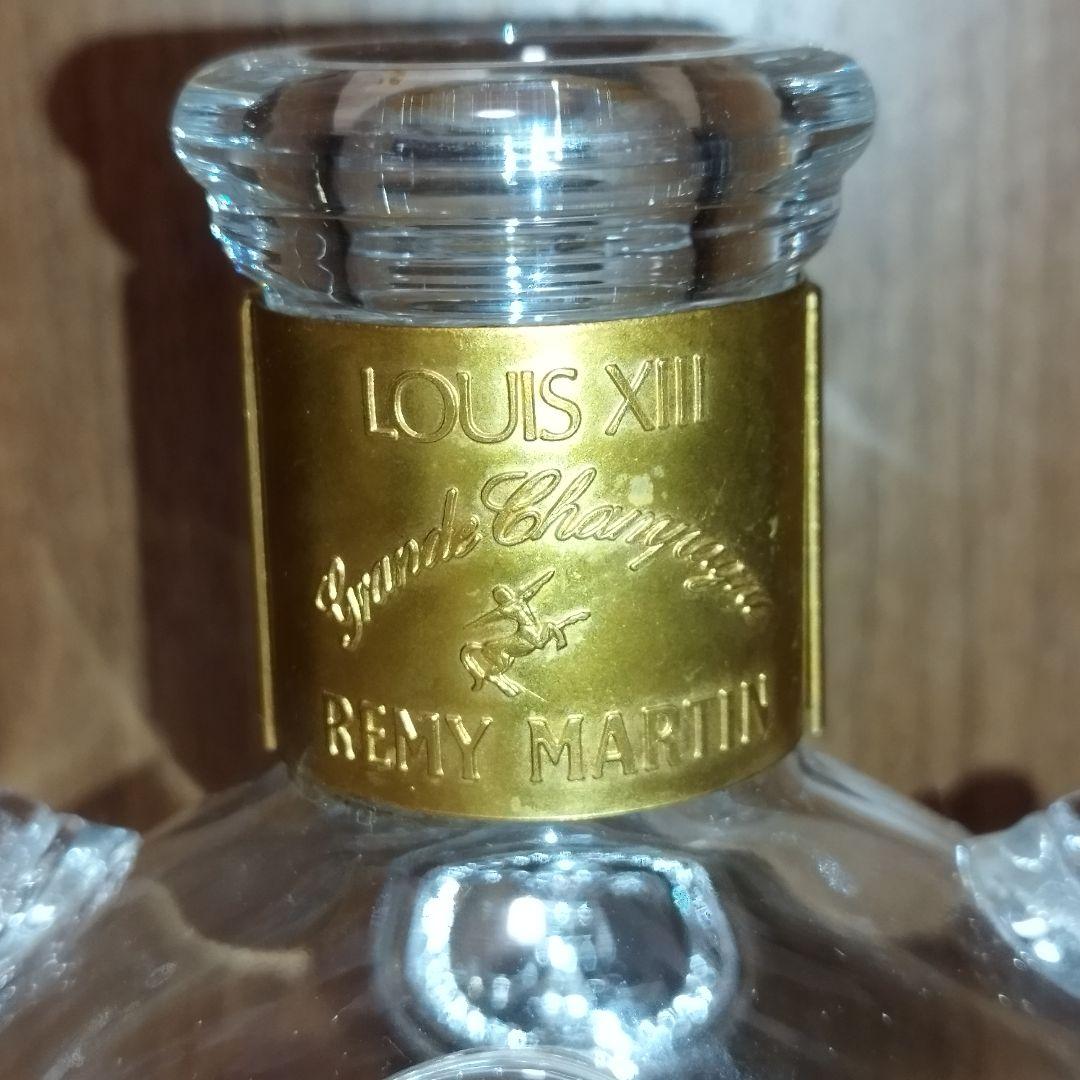 LOUIS XIII
Grande Champagne
REMY MARTIN